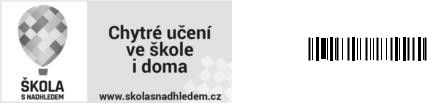 ŠKOLA
S NADHLEDEM
Chytré učení
ve škole
i doma
www.skolasnadhledem.cz